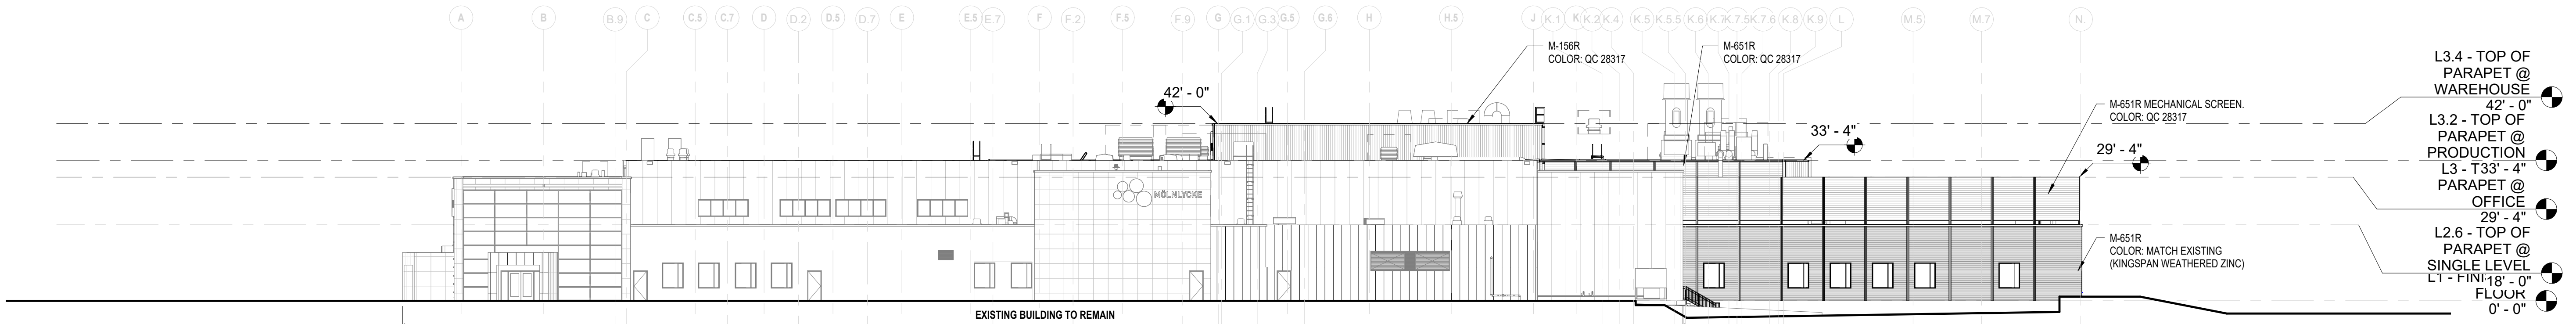 A
B
B.9
C
C.5
C.7
D
D.2
D.5
D.7
E
E.5
E.7
F
F.2
F.5
F.9
G
G.1
G.3
G.5
G.6
H
H.5
J
K.1
K
K.2
K.4
K.5
K.5.5
K.6
K.7
K.7.5
K.7.6
K.8
K.9
L
M.5
M.7
N.
M-156R
COLOR: QC 28317
M-651R
COLOR: QC 28317
42' - 0"
33' - 4"
29' - 4"
M-651R MECHANICAL SCREEN.
COLOR: QC 28317
M-651R
COLOR: MATCH EXISTING
(KINGSPAN WEATHERED ZINC)
MÖLNLYCKE
EXISTING BUILDING TO REMAIN
L3.4 - TOP OF
PARAPET @
WAREHOUSE
42' - 0"
L3.2 - TOP OF
PARAPET @
PRODUCTION
L3 - T33' - 4"
PARAPET @
OFFICE
29' - 4"
L2.6 - TOP OF
PARAPET @
SINGLE LEVEL
18' - 0"
FLOOR
0' - 0"